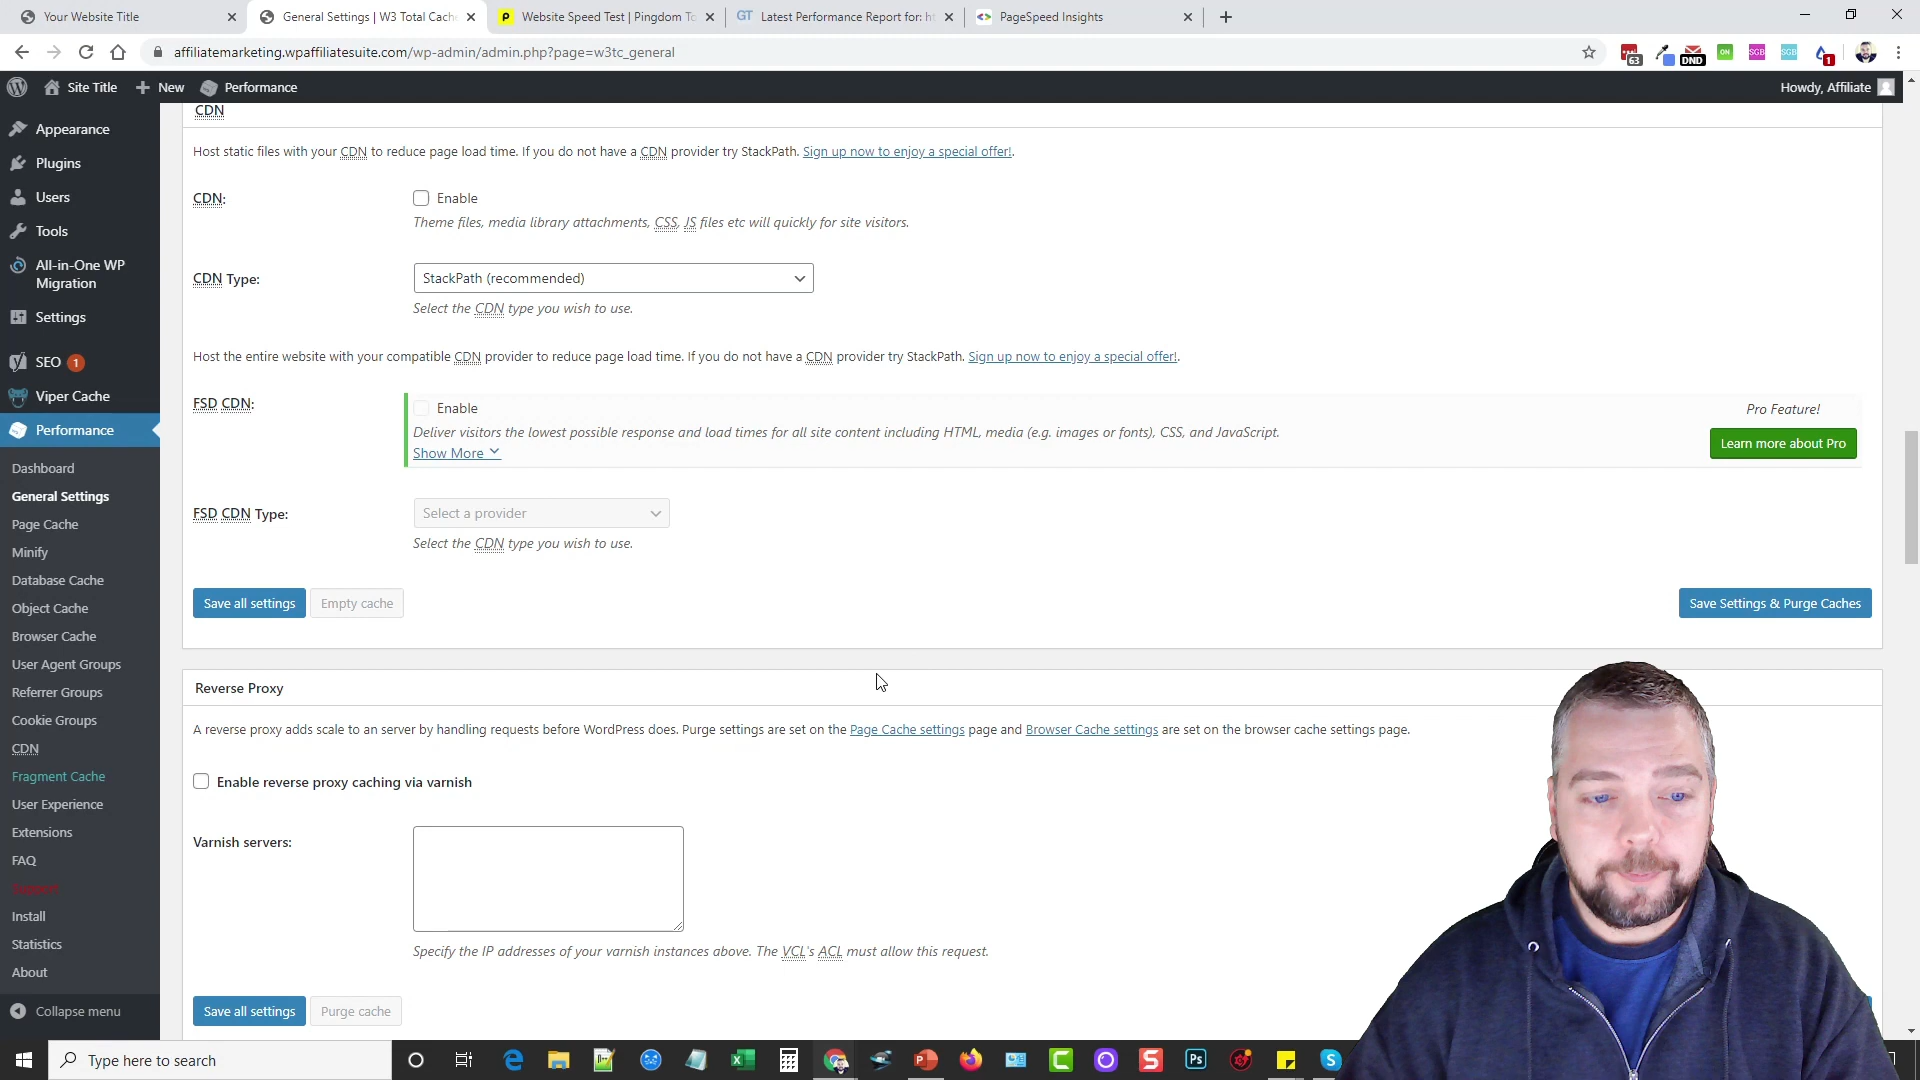 Your Website Title
General Settings | W3 Total Cache
Website Speed Test | Pingdom To
GT Latest Performance Report for: ht
PageSpeed Insights
affiliatemarketing.wpaffiliatesuite.com/wp-admin/admin.php?page=w3tc_general
63
DND
ON
SGB
SGB
1
Site Title
New
Performance
Howdy, Affiliate
Appearance
Plugins
Users
Tools
All-in-One WP
Migration
Settings
SEO 1
Viper Cache
Performance
Dashboard
General Settings
Page Cache
Minify
Database Cache
Object Cache
Browser Cache
User Agent Groups
Referrer Groups
Cookie Groups
CDN
Fragment Cache
User Experience
Extensions
FAQ
Support
Install
Statistics
About
Collapse menu
CDN
Host static files with your CDN to reduce page load time. If you do not have a CDN provider try StackPath. Sign up now to enjoy a special offer!.
CDN:
Enable
Theme files, media library attachments, CSS, JS files etc will quickly for site visitors.
CDN Type:
StackPath (recommended)
Select the CDN type you wish to use.
Host the entire website with your compatible CDN provider to reduce page load time. If you do not have a CDN provider try StackPath. Sign up now to enjoy a special offer!.
FSD CDN:
Enable
Pro Feature!
Deliver visitors the lowest possible response and load times for all site content including HTML, media (e.g. images or fonts), CSS, and JavaScript.
Show More
Learn more about Pro
FSD CDN Type:
Select a provider
Select the CDN type you wish to use.
Save all settings
Empty cache
Save Settings & Purge Caches
Reverse Proxy
A reverse proxy adds scale to an server by handling requests before WordPress does. Purge settings are set on the Page Cache settings page and Browser Cache settings are set on the browser cache settings page.
Enable reverse proxy caching via varnish
Varnish servers:
Specify the IP addresses of your varnish instances above. The VCL's ACL must allow this request.
Save all settings
Purge cache
Type here to search